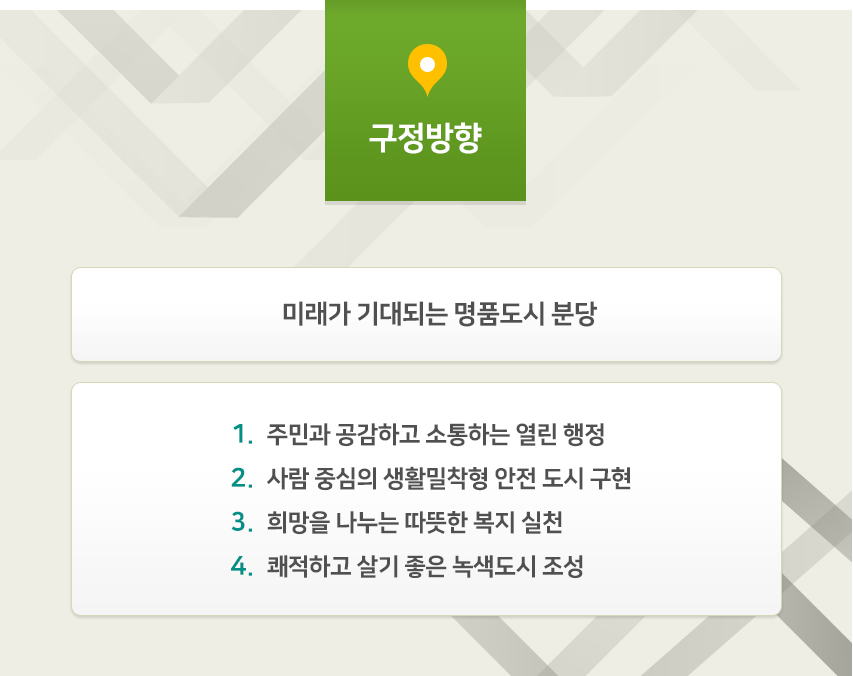 구정방향
미래가 기대되는 명품도시 분당
1. 주민과 공감하고 소통하는 열린 행정
2. 사람 중심의 생활밀착형 안전 도시 구현
3. 희망을 나누는 따뜻한 복지 실천
4. 쾌적하고 살기 좋은 녹색도시 조성